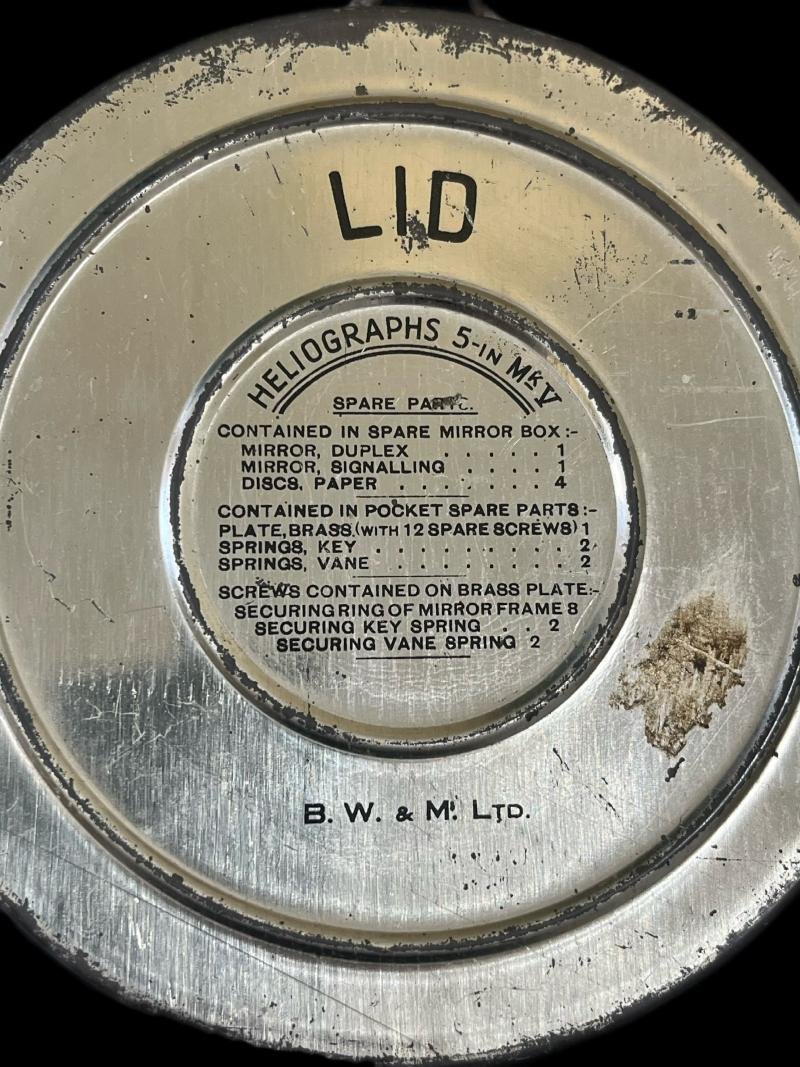 LID
HELIOGRAPHS 5-IN Mk V
SPARE PARTS.
CONTAINED IN SPARE MIRROR BOX:-
MIRROR, DUPLEX . . . . . 1
MIRROR, SIGNALLING . . . . 1
DISCS, PAPER . . . . . . . 4
CONTAINED IN POCKET SPARE PARTS:-
PLATE, BRASS, (WITH 12 SPARE SCREWS) 1
SPRINGS, KEY . . . . . . . . . 2
SPRINGS, VANE . . . . . . . . . 2
SCREWS CONTAINED ON BRASS PLATE:-
SECURING RING OF MIRROR FRAME 8
SECURING KEY SPRING . . 2
SECURING VANE SPRING 2
B. W. & M. LTD.